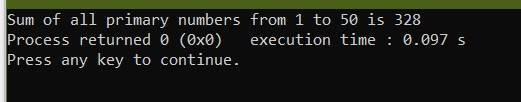 Sum of all primary numbers from 1 to 50 is 328
Process returned 0 (0x0)   execution time : 0.097 s
Press any key to continue.